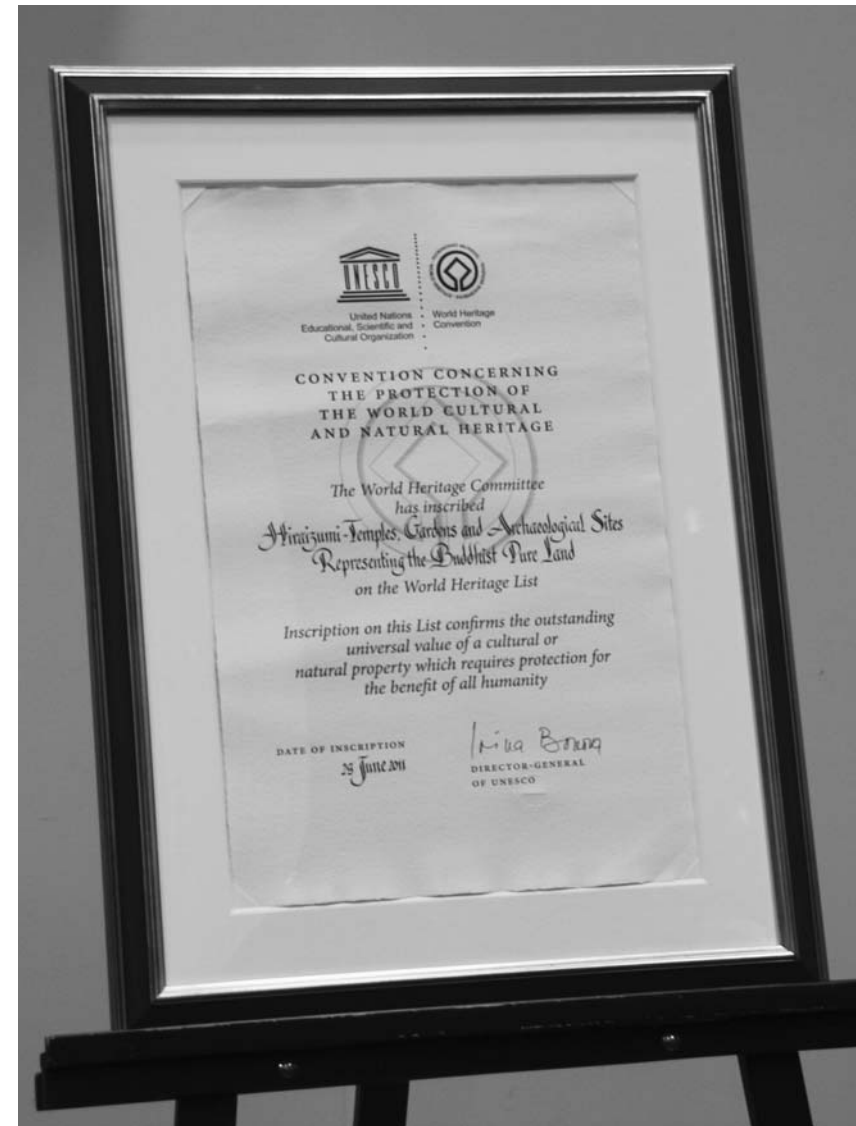 UNESCO
United Nations
Educational, Scientific and
Cultural Organization
World Heritage
Convention
CONVENTION CONCERNING
THE PROTECTION OF
THE WORLD CULTURAL
AND NATURAL HERITAGE
The World Heritage Committee
has inscribed
Hiraizumi-Temples, Gardens and Archaeological Sites
Representing the Buddhist Pure Land
on the World Heritage List
Inscription on this List confirms the outstanding
universal value of a cultural or
natural property which requires protection for
the benefit of all humanity
DATE OF INSCRIPTION
June 2011
Irina Bokova
DIRECTOR-GENERAL
OF UNESCO